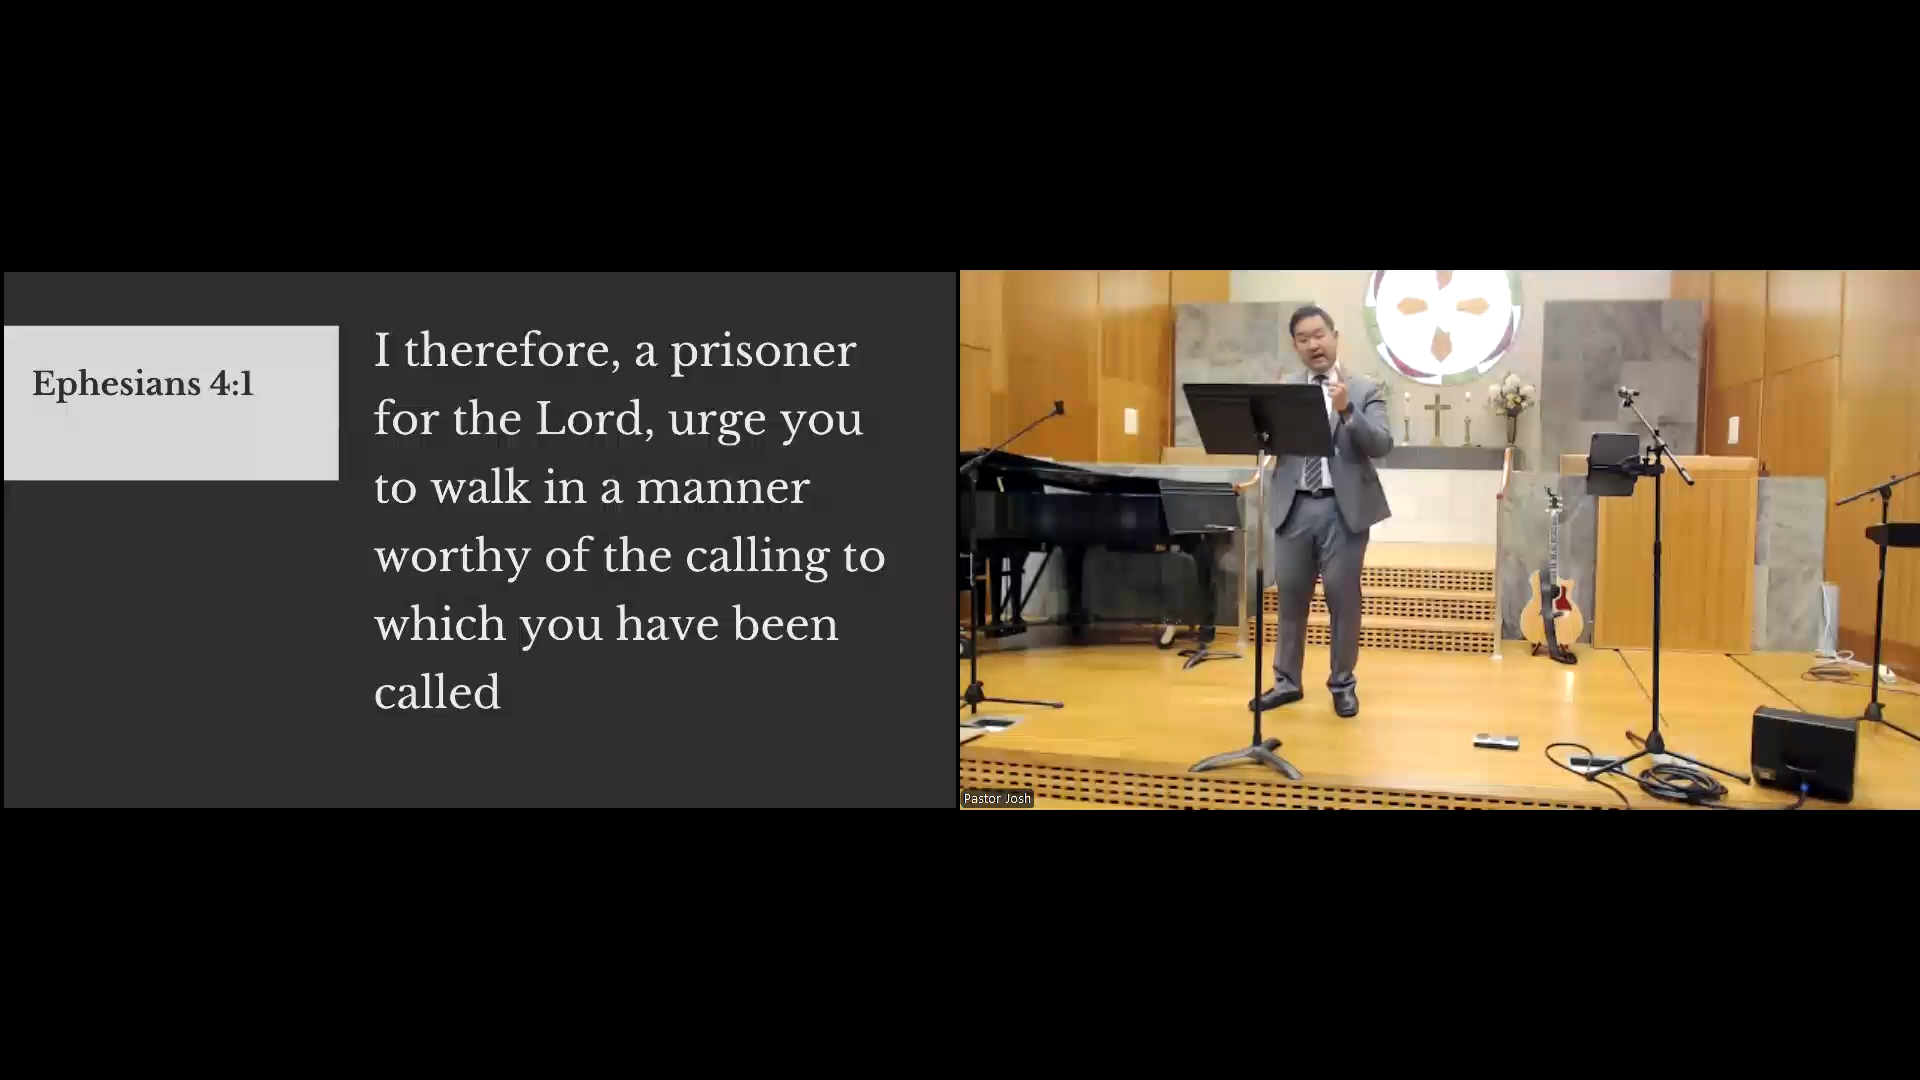 Ephesians 4:1
I therefore, a prisoner
for the Lord, urge you
to walk in a manner
worthy of the calling to
which you have been
called
Pastor Josh